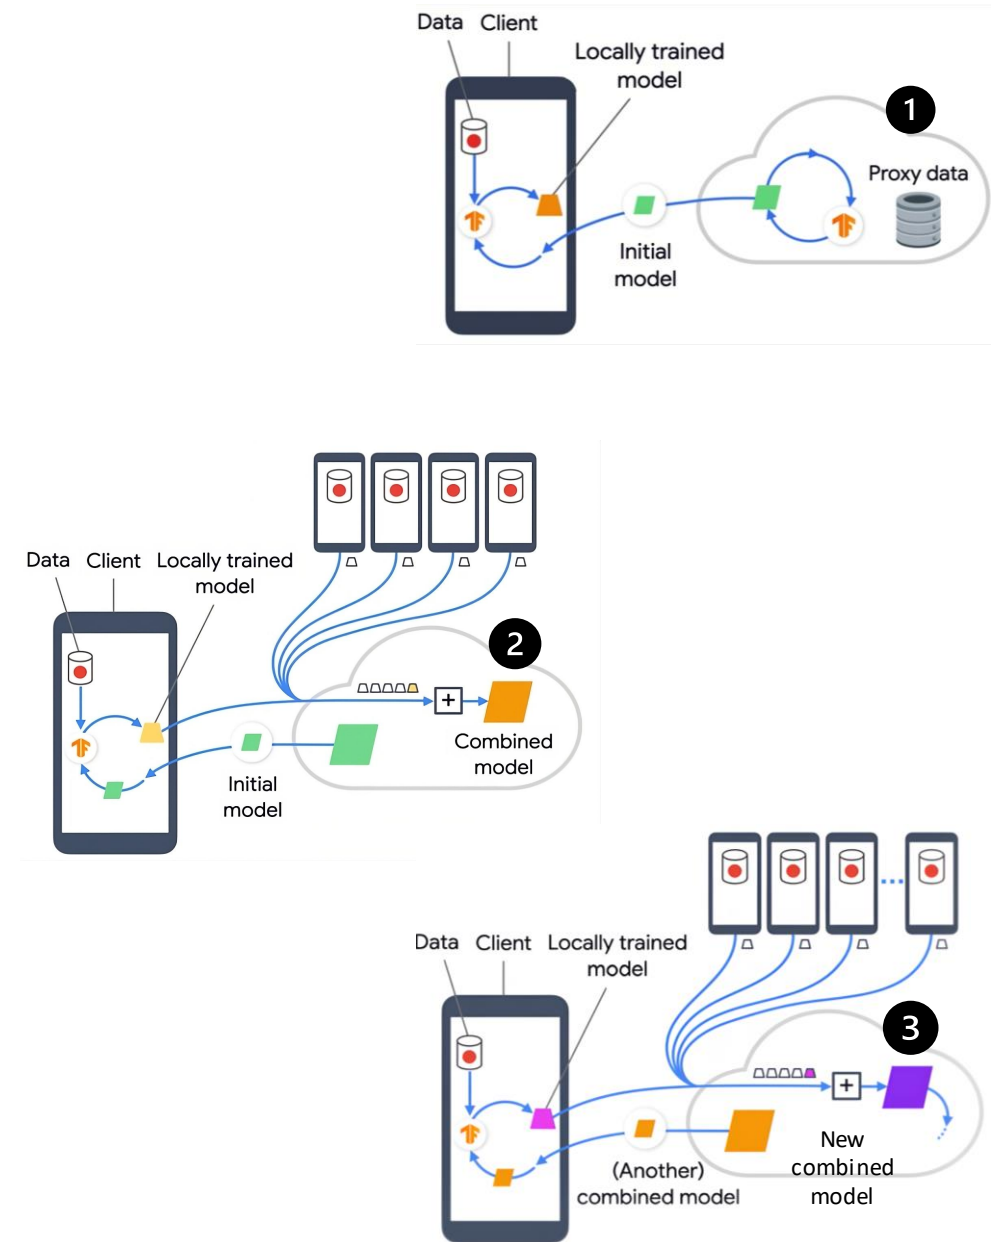 Data Client
Locally trained
model
1
Proxy data
Initial
model
Data Client Locally trained
model
2
+
Combined
model
Initial
model
Data Client Locally trained
model
3
+
New
combined
model
(Another)
combined model